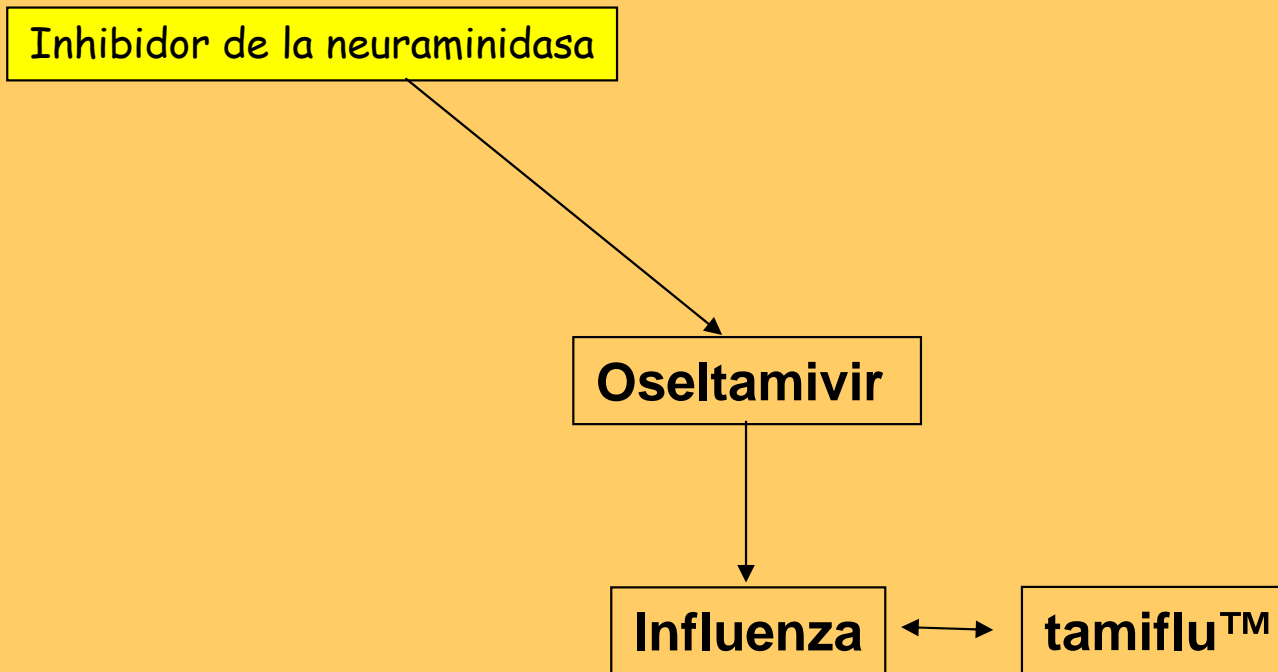 Inhibidor de la neuraminidasa
Oseltamivir
Influenza
tamiflu™